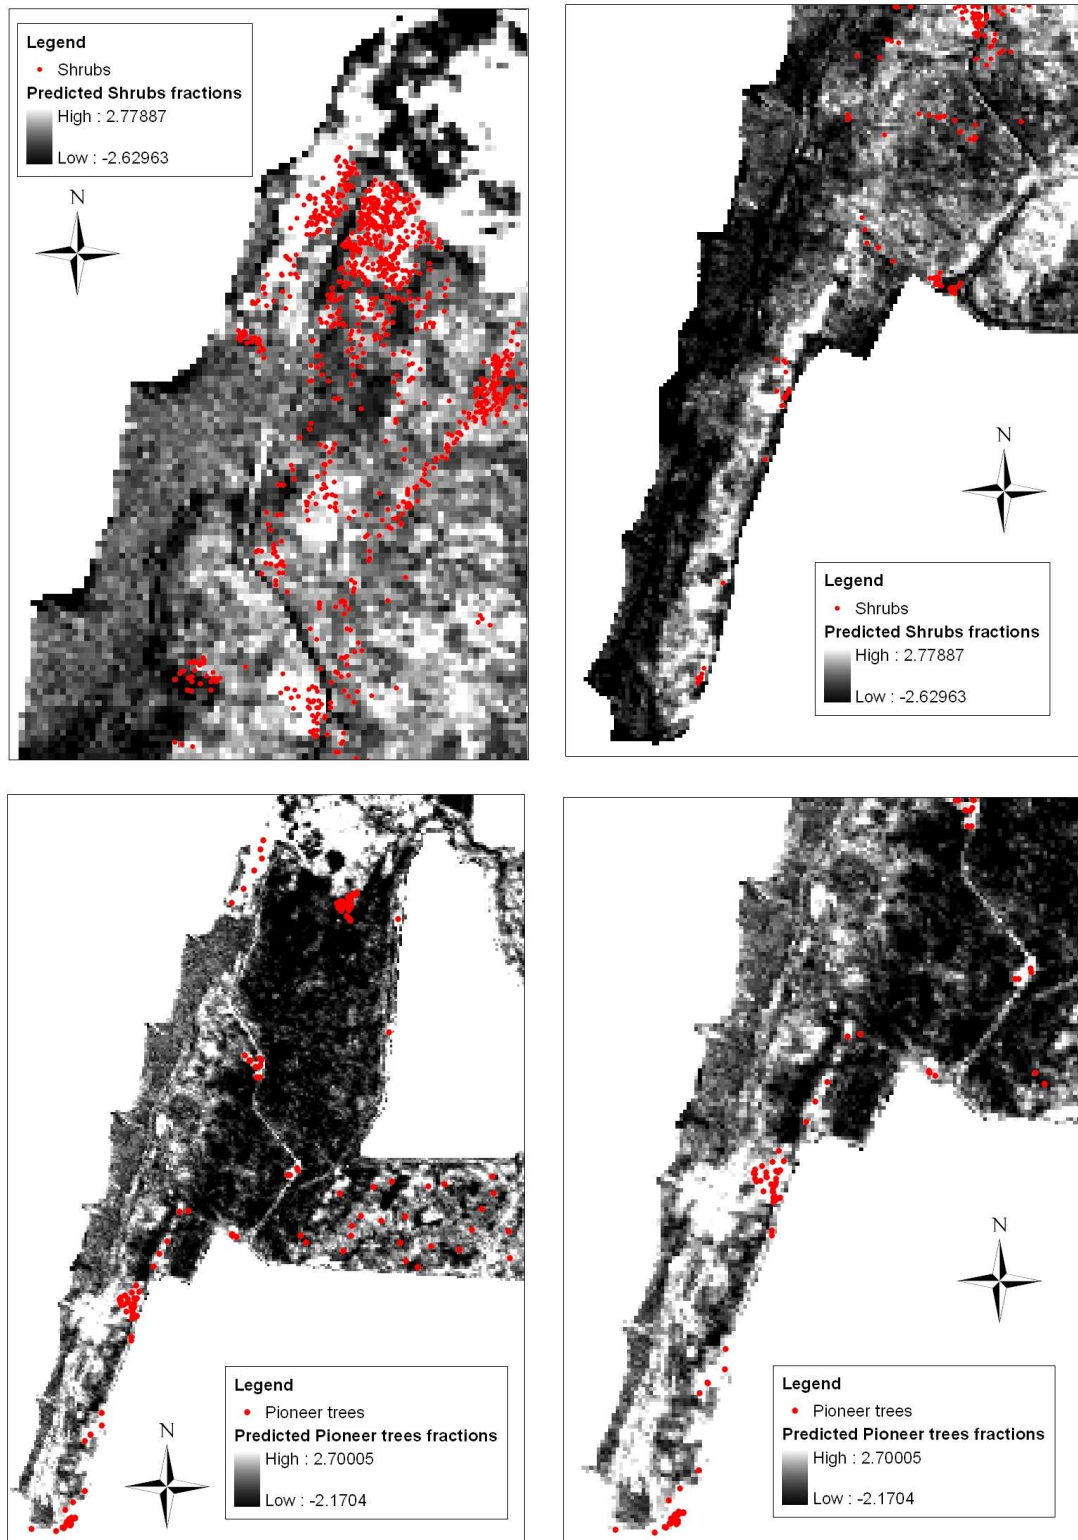 Legend
Shrubs
Predicted Shrubs fractions
High : 2.77887
Low : -2.62963
N
N
Legend
Shrubs
Predicted Shrubs fractions
High : 2.77887
Low : -2.62963
Legend
Pioneer trees
Predicted Pioneer trees fractions
High : 2.70005
Low : -2.1704
N
N
Legend
Pioneer trees
Predicted Pioneer trees fractions
High : 2.70005
Low : -2.1704